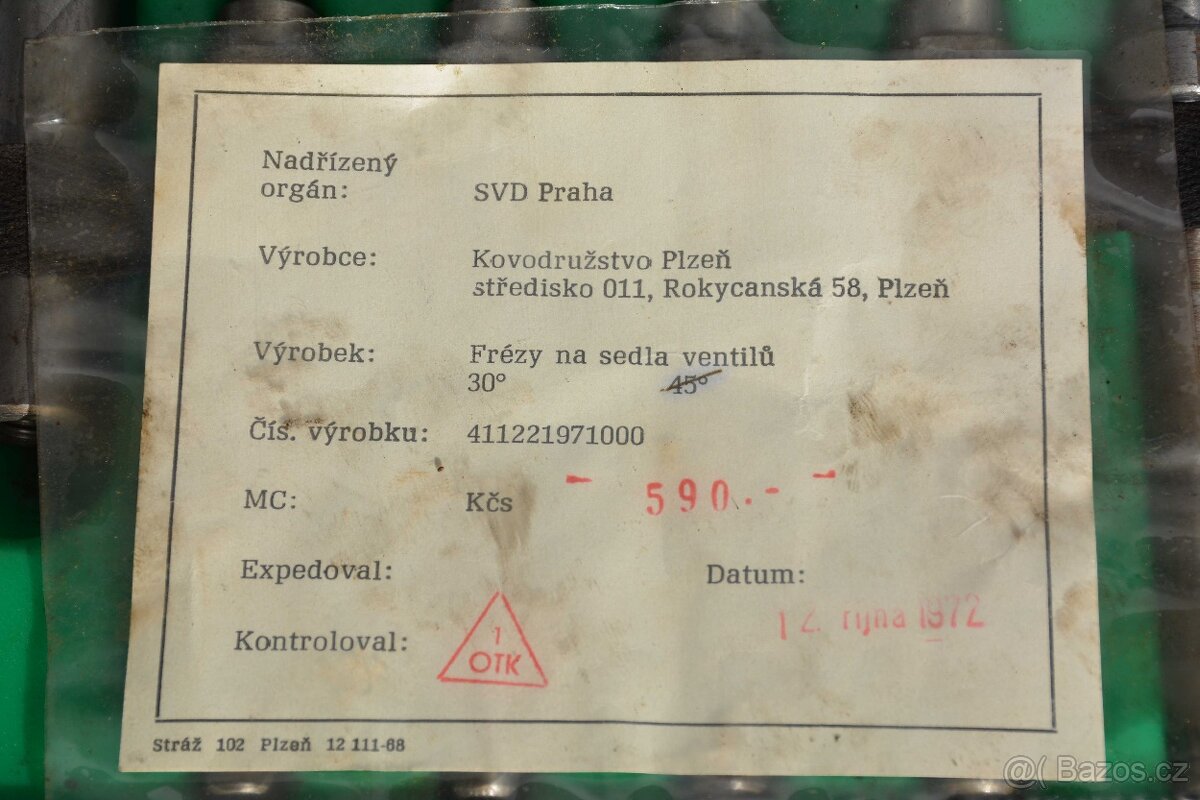 Nadřízený
orgán: SVD Praha
Výrobce: Kovodružstvo Plzeň
středisko 011, Rokycanská 58, Plzeň
Výrobek: Frézy na sedla ventilů
30° 45°
Čís. výrobku: 411221971000
MC: Kčs - 590.- -
Expedoval: Datum:
12. října 1972
Kontroloval: 1
OTK
Stráž 102 Plzeň 12 111-68
@( Bazos.cz